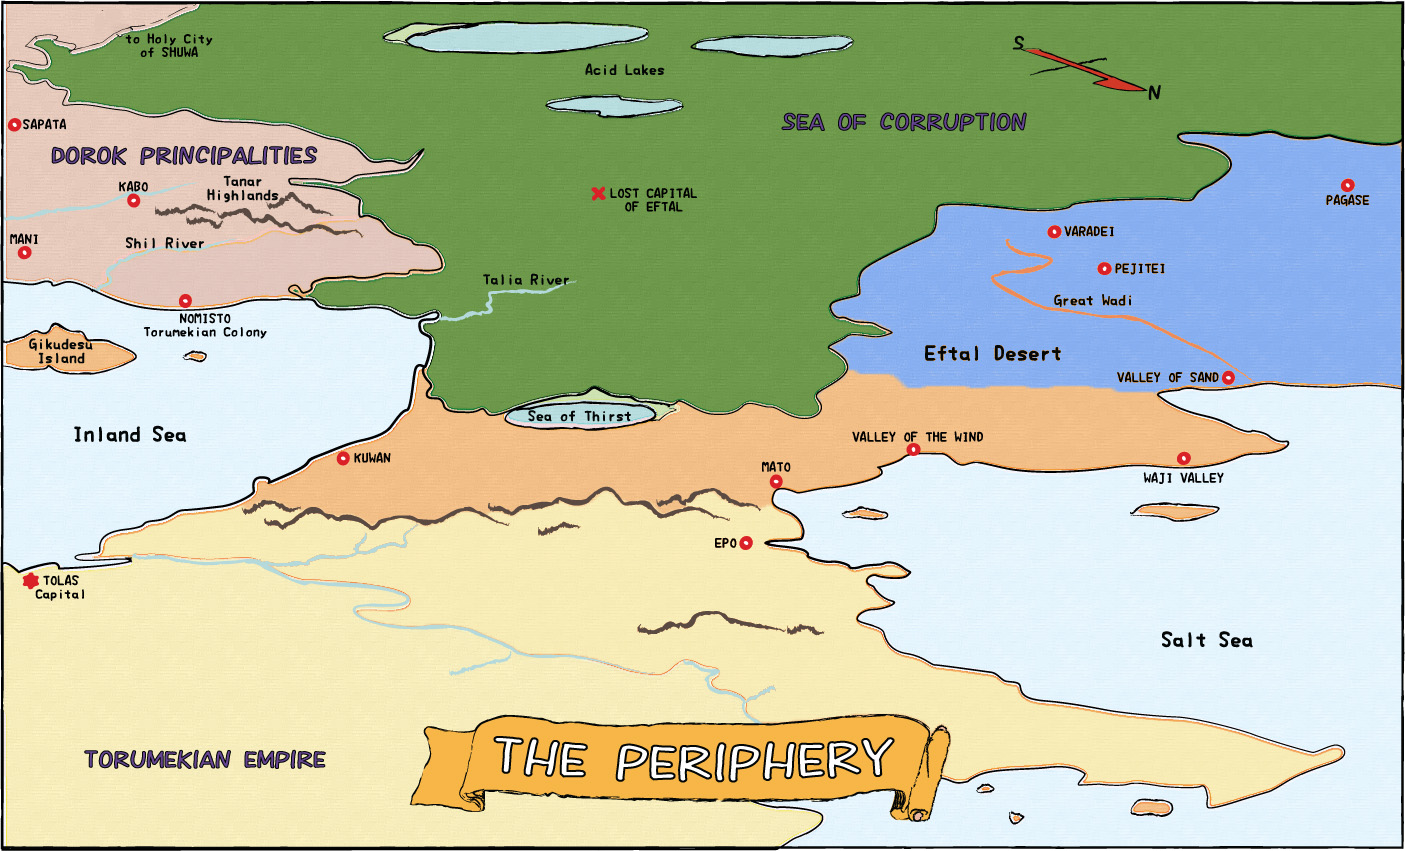 to Holy City
of SHUWA
Acid Lakes
S
N
SEA OF CORRUPTION
SAPATA
DOROK PRINCIPALITIES
KABO
Tanar
Highlands
LOST CAPITAL
OF EFTAL
PAGASE
MANI
Shil River
VARADEI
PEJITEI
Talia River
Great Wadi
NOMISTO
Torumekian Colony
Gikudesu
Island
Eftal Desert
VALLEY OF SAND
Sea of Thirst
Inland Sea
VALLEY OF THE WIND
KUWAN
MATO
WAJI VALLEY
EPO
TOLAS
Capital
Salt Sea
TORUMEKIAN EMPIRE
THE PERIPHERY